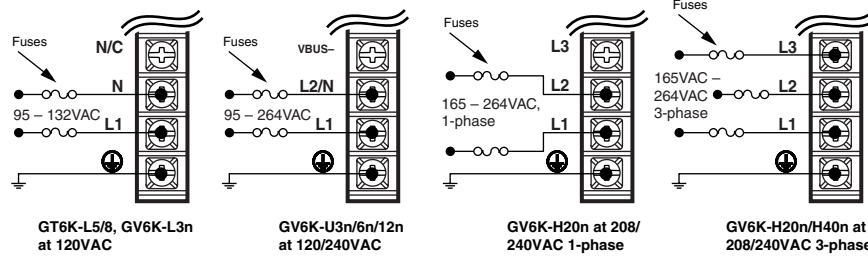 Fuses
N/C
N
95 – 132VAC
L1
GT6K-L5/8, GV6K-L3n
at 120VAC
Fuses
VBUS–
L2/N
95 – 264VAC
L1
GV6K-U3n/6n/12n
at 120/240VAC
Fuses
L3
L2
165 – 264VAC,
1-phase
L1
GV6K-H20n at 208/
240VAC 1-phase
Fuses
L3
165VAC –
264VAC
3-phase
L2
L1
GV6K-H20n/H40n at
208/240VAC 3-phase